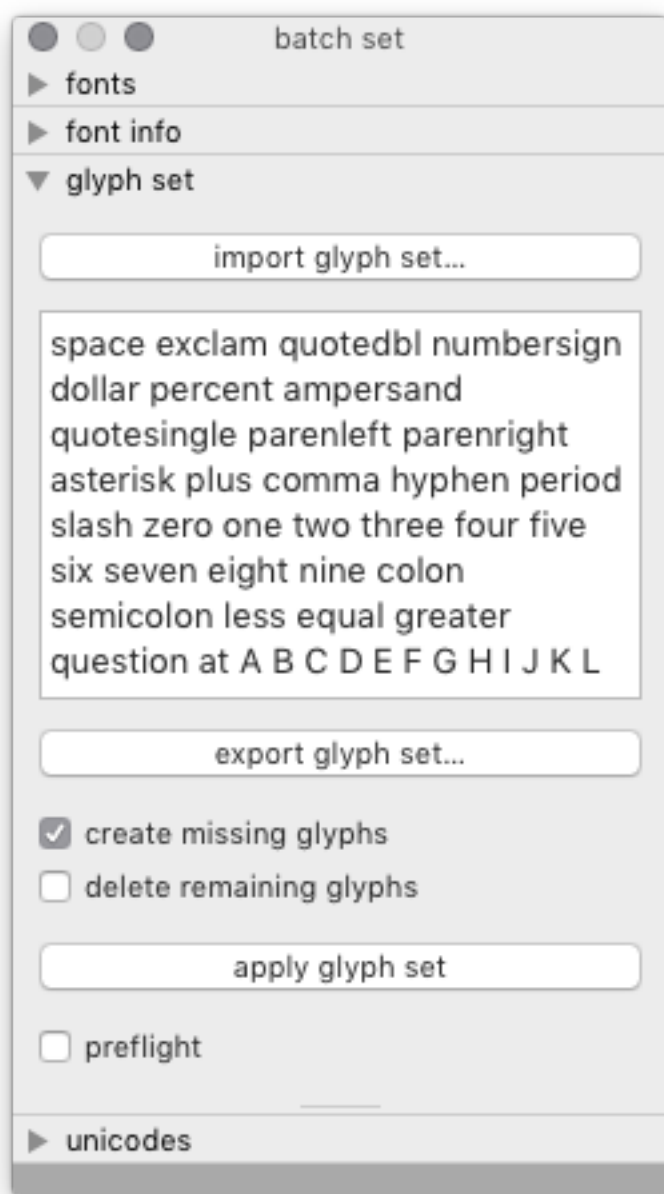 batch set
fonts
font info
glyph set
import glyph set...
space exclam quotedbl numbersign
dollar percent ampersand
quotesingle parenleft parenright
asterisk plus comma hyphen period
slash zero one two three four five
six seven eight nine colon
semicolon less equal greater
question at A B C D E F G H I J K L
export glyph set...
create missing glyphs
delete remaining glyphs
apply glyph set
preflight
unicodes